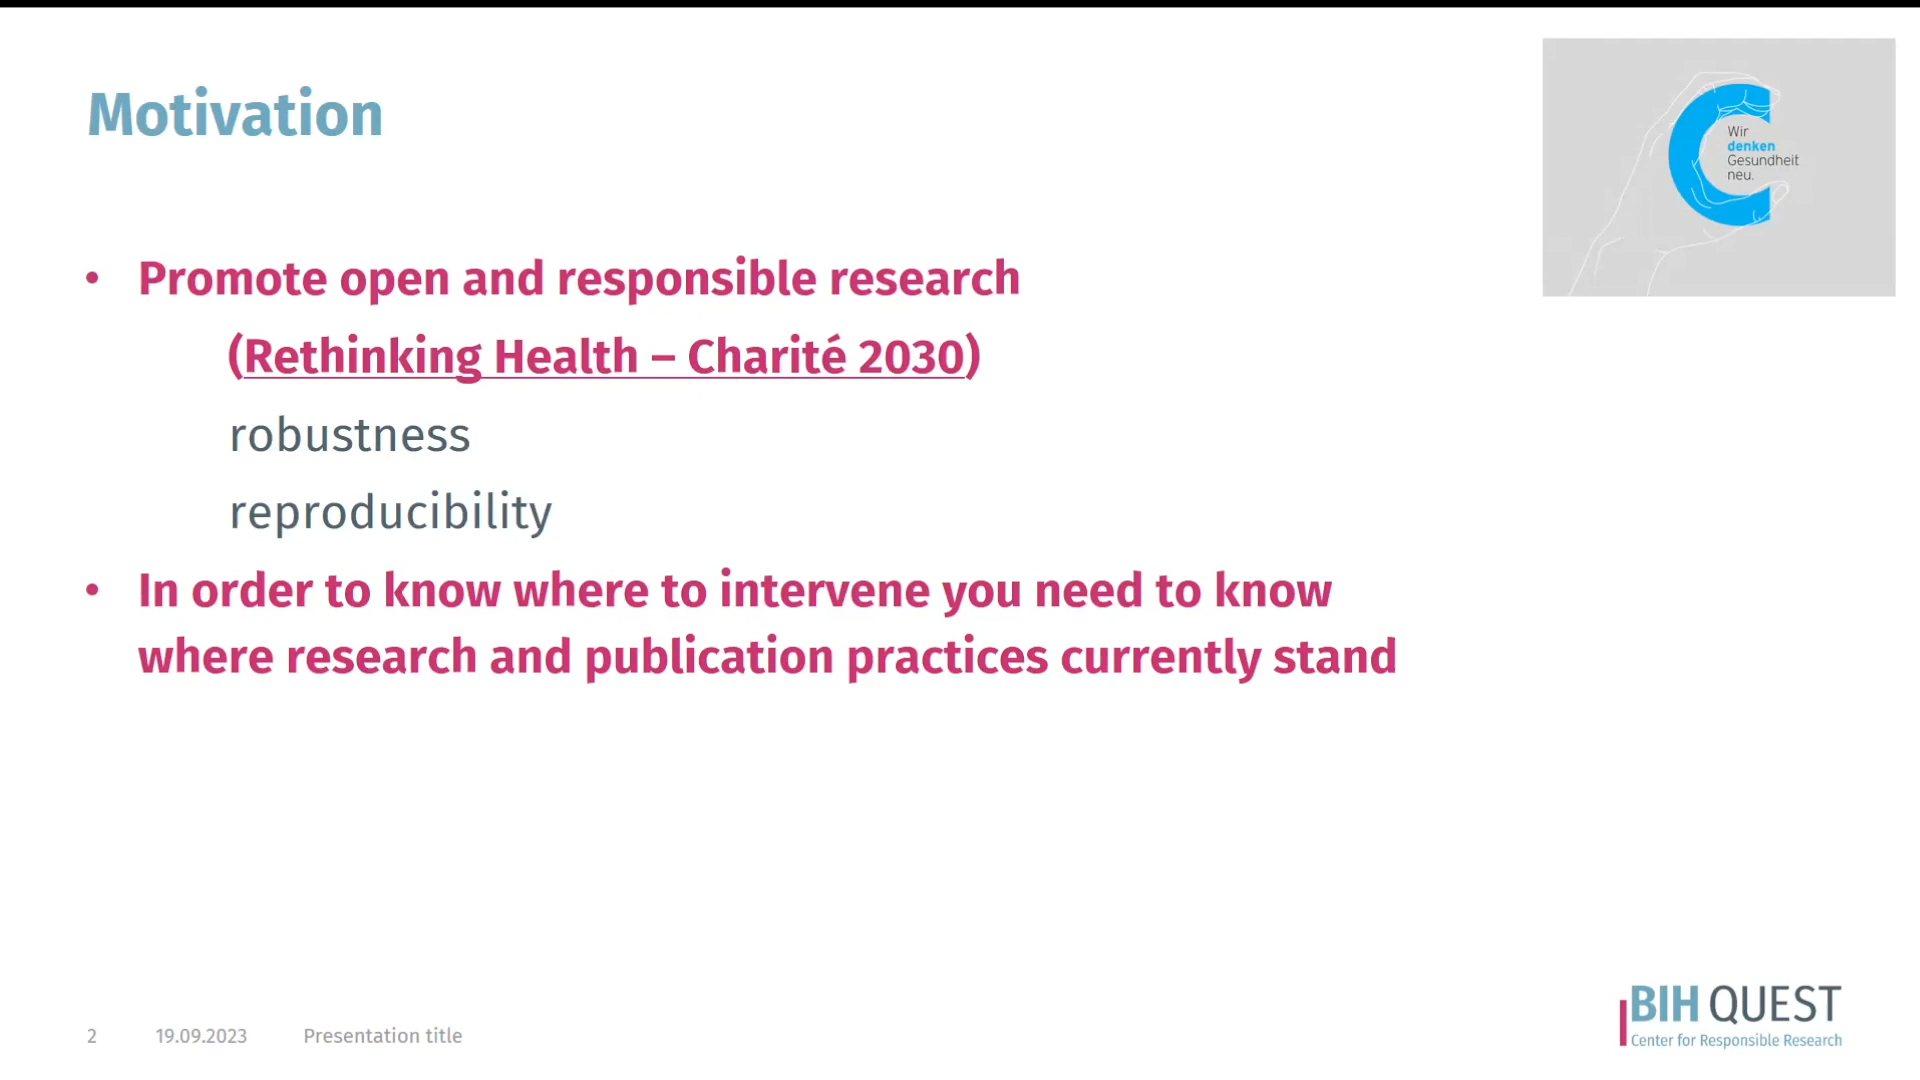 Motivation
Wir
denken
Gesundheit
neu.
• Promote open and responsible research
(Rethinking Health – Charité 2030)
robustness
reproducibility
• In order to know where to intervene you need to know
where research and publication practices currently stand
2 19.09.2023 Presentation title
BIH QUEST
Center for Responsible Research